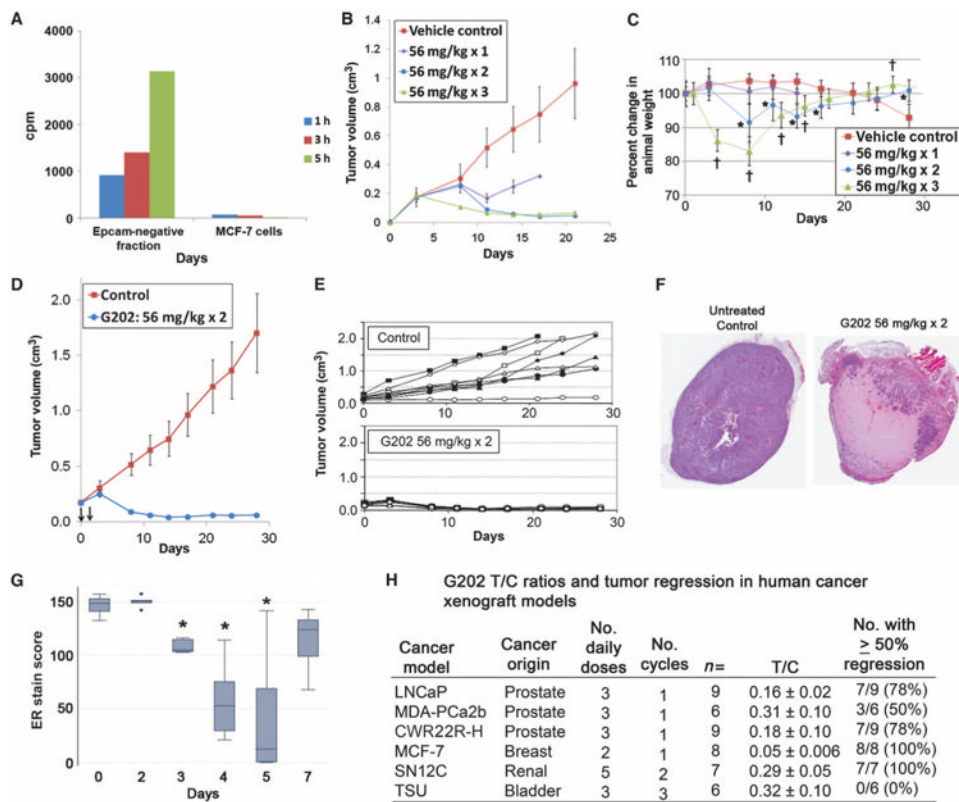 A
cpm
4000
3000
2000
1000
0
1 h
3 h
5 h
Epcam-negative
fraction
MCF-7 cells
Days
B
Tumor volume (cm3)
1.4
1.2
1
0.8
0.6
0.4
0.2
0
Vehicle control
56 mg/kg x 1
56 mg/kg x 2
56 mg/kg x 3
0 5 10 15 20 25
Days
C
Percent change in
animal weight
110
100
90
80
70
† † † † †
* * * * *
Vehicle control
56 mg/kg x 1
56 mg/kg x 2
56 mg/kg x 3
0 10 20 30
Days
D
Tumor volume (cm3)
Control
G202: 56 mg/kg x 2
2.0
1.5
1.0
0.5
0.0
0 10 20 30
Days
E
Tumor volume (cm3)
Control
2.0
1.5
1.0
0.5
0.0
G202 56 mg/kg x 2
2.0
1.0
0.0
0 10 20 30
Days
F
Untreated
Control
G202 56 mg/kg x 2
G
ER stain score
150
100
50
0
* * *
0 2 3 4 5 7
Days
H G202 T/C ratios and tumor regression in human cancer
xenograft models
Cancer model Cancer origin No. daily doses No. cycles n= T/C No. with ≥ 50% regression
LNCaP Prostate 3 1 9 0.16 ± 0.02 7/9 (78%)
MDA-PCa2b Prostate 3 1 6 0.31 ± 0.10 3/6 (50%)
CWR22R-H Prostate 3 1 9 0.18 ± 0.10 7/9 (78%)
MCF-7 Breast 2 1 8 0.05 ± 0.006 8/8 (100%)
SN12C Renal 5 2 7 0.29 ± 0.05 7/7 (100%)
TSU Bladder 3 3 6 0.32 ± 0.10 0/6 (0%)